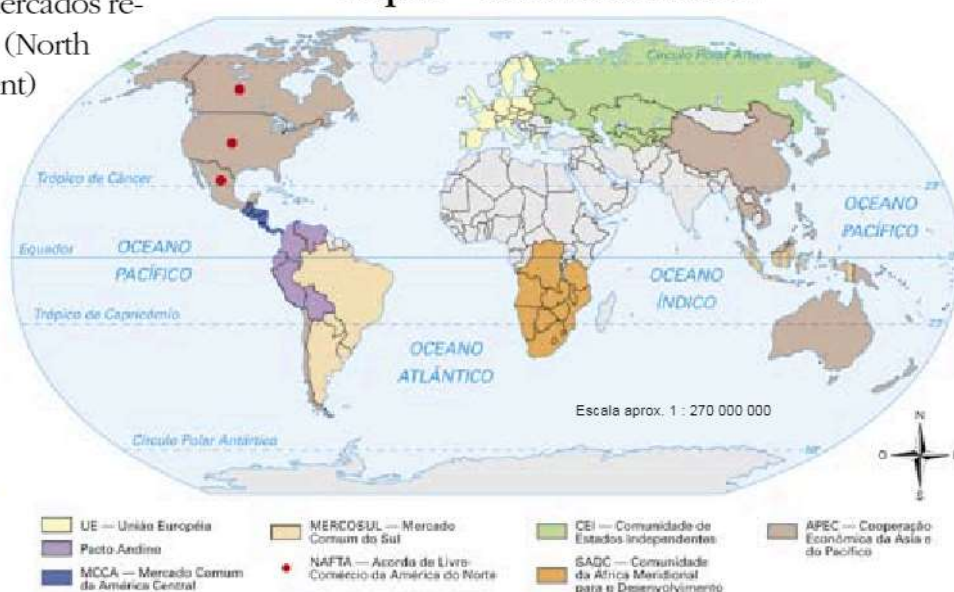 ercados re-
(North
nt)
Círculo Polar Ártico
Trópico de Câncer
23°
OCEANO
PACÍFICO
Equador
OCEANO
PACÍFICO
OCEANO
ÍNDICO
Trópico de Capricórnio
23°
OCEANO
ATLÂNTICO
Escala aprox. 1 : 270 000 000
Círculo Polar Antártico
N
O
S
UE — União Européia
Pacto Andino
MCCA — Mercado Comum
da América Central
MERCOSUL — Mercado
Comum do Sul
NAFTA — Acordo de Livre-
Comércio da América do Norte
CEI — Comunidade de
Estados Independentes
SADC — Comunidade
da África Meridional
para o Desenvolvimento
APEC — Cooperação
Econômica da Ásia e
do Pacífico